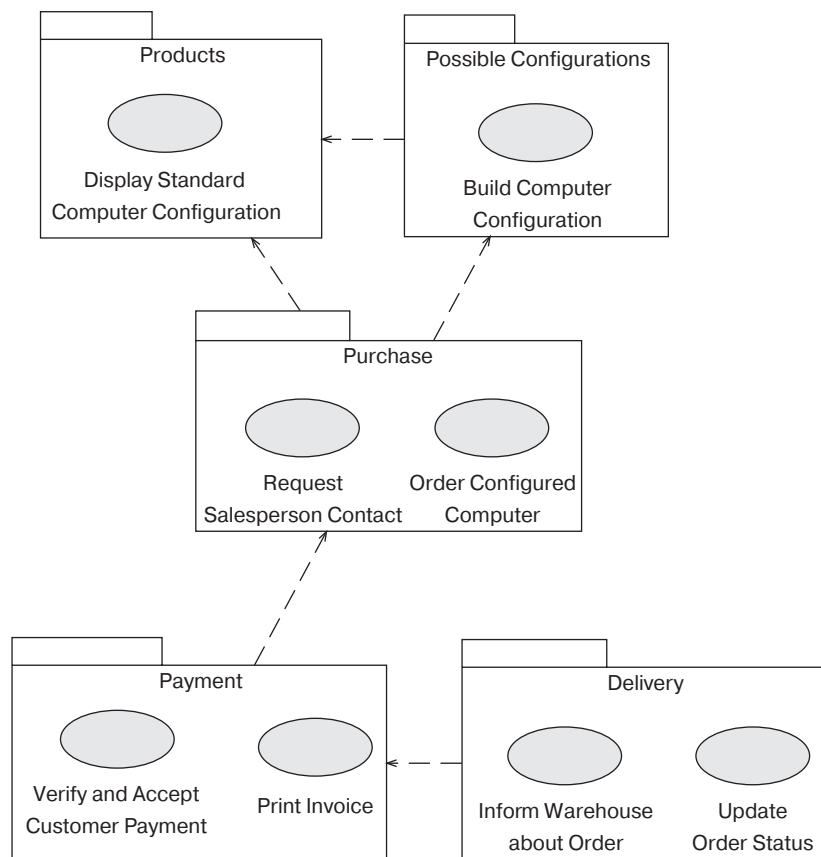 Products
Display Standard
Computer Configuration
Possible Configurations
Build Computer
Configuration
Purchase
Request
Salesperson Contact
Order Configured
Computer
Payment
Verify and Accept
Customer Payment
Print Invoice
Delivery
Inform Warehouse
about Order
Update
Order Status